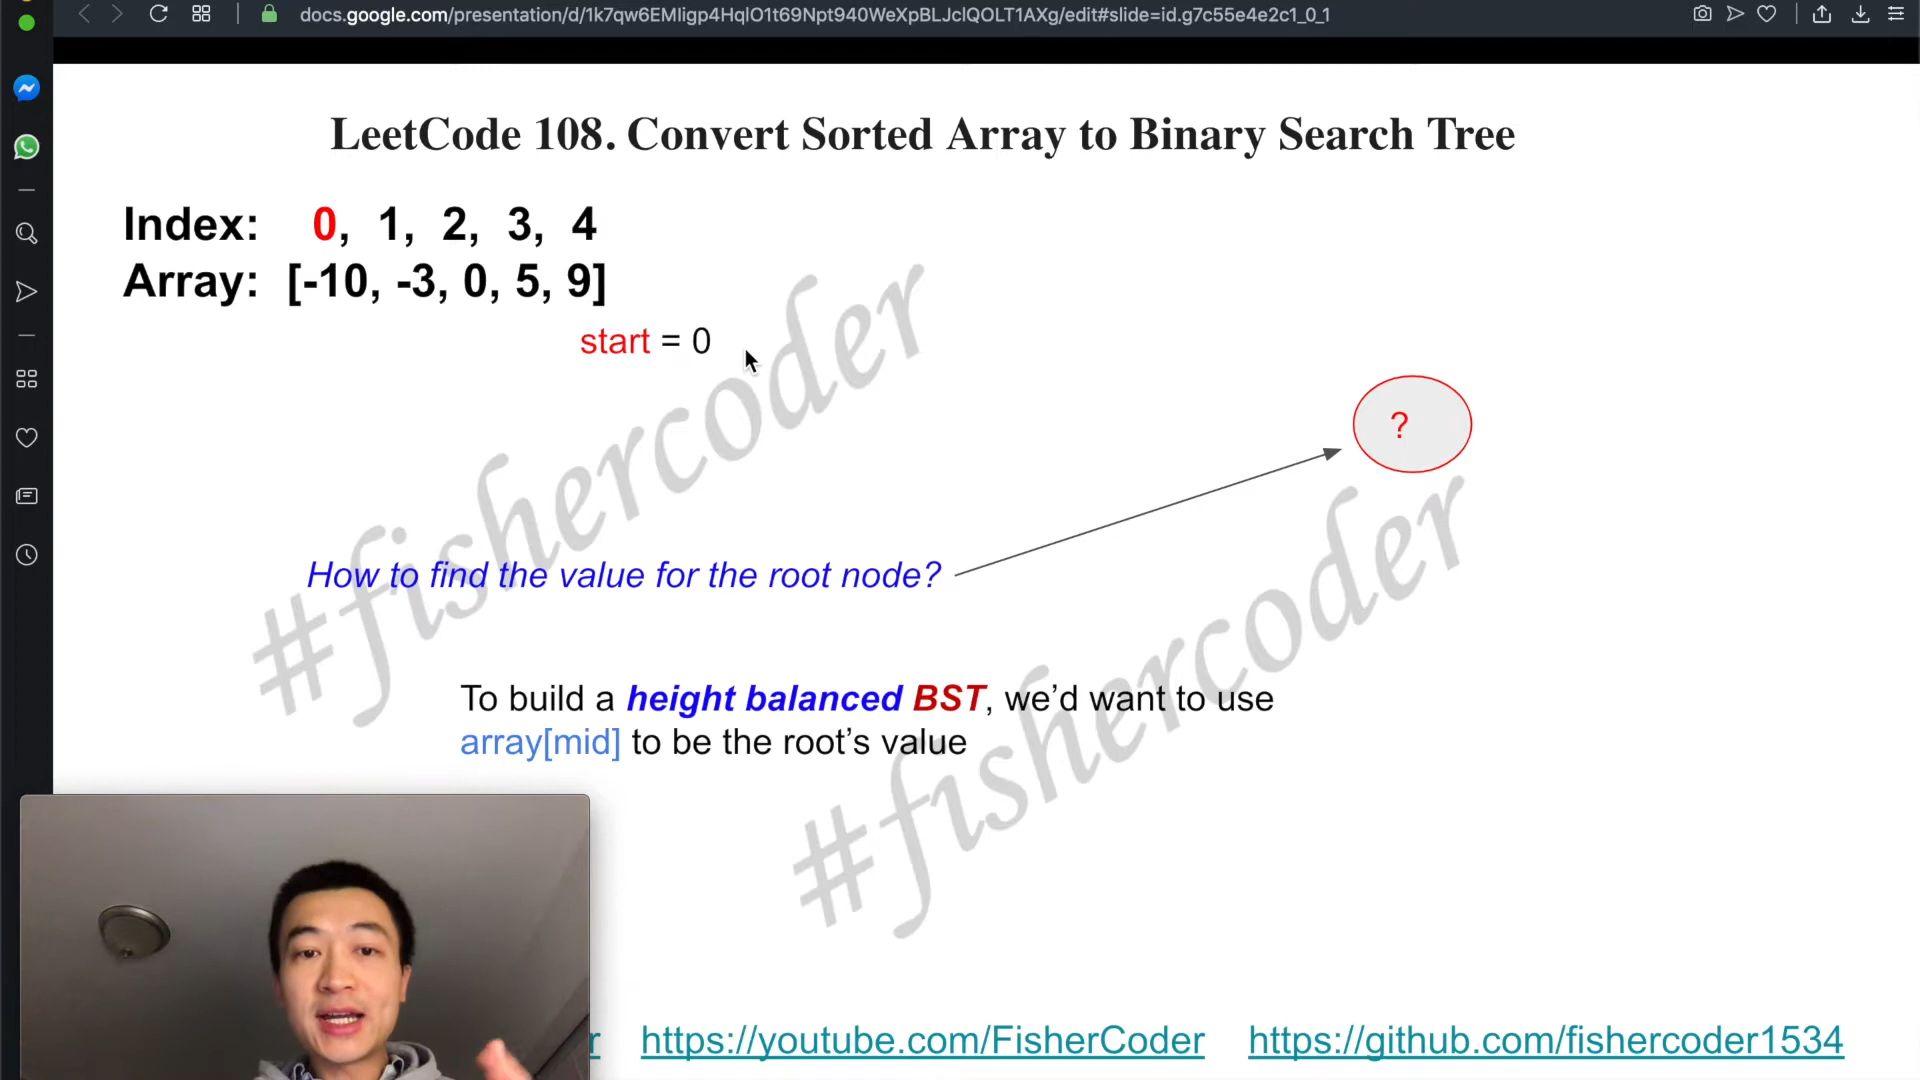 docs.google.com/presentation/d/1k7qw6EMIigp4HqlO1t69Npt940WeXpBLJclQOLT1AXg/edit#slide=id.g7c55e4e2c1_0_1
LeetCode 108. Convert Sorted Array to Binary Search Tree
Index: 0, 1, 2, 3, 4
Array: [-10, -3, 0, 5, 9]
start = 0
?
How to find the value for the root node?
#fishercoder
To build a height balanced BST, we’d want to use
array[mid] to be the root’s value
#fishercoder
https://youtube.com/FisherCoder https://github.com/fishercoder1534